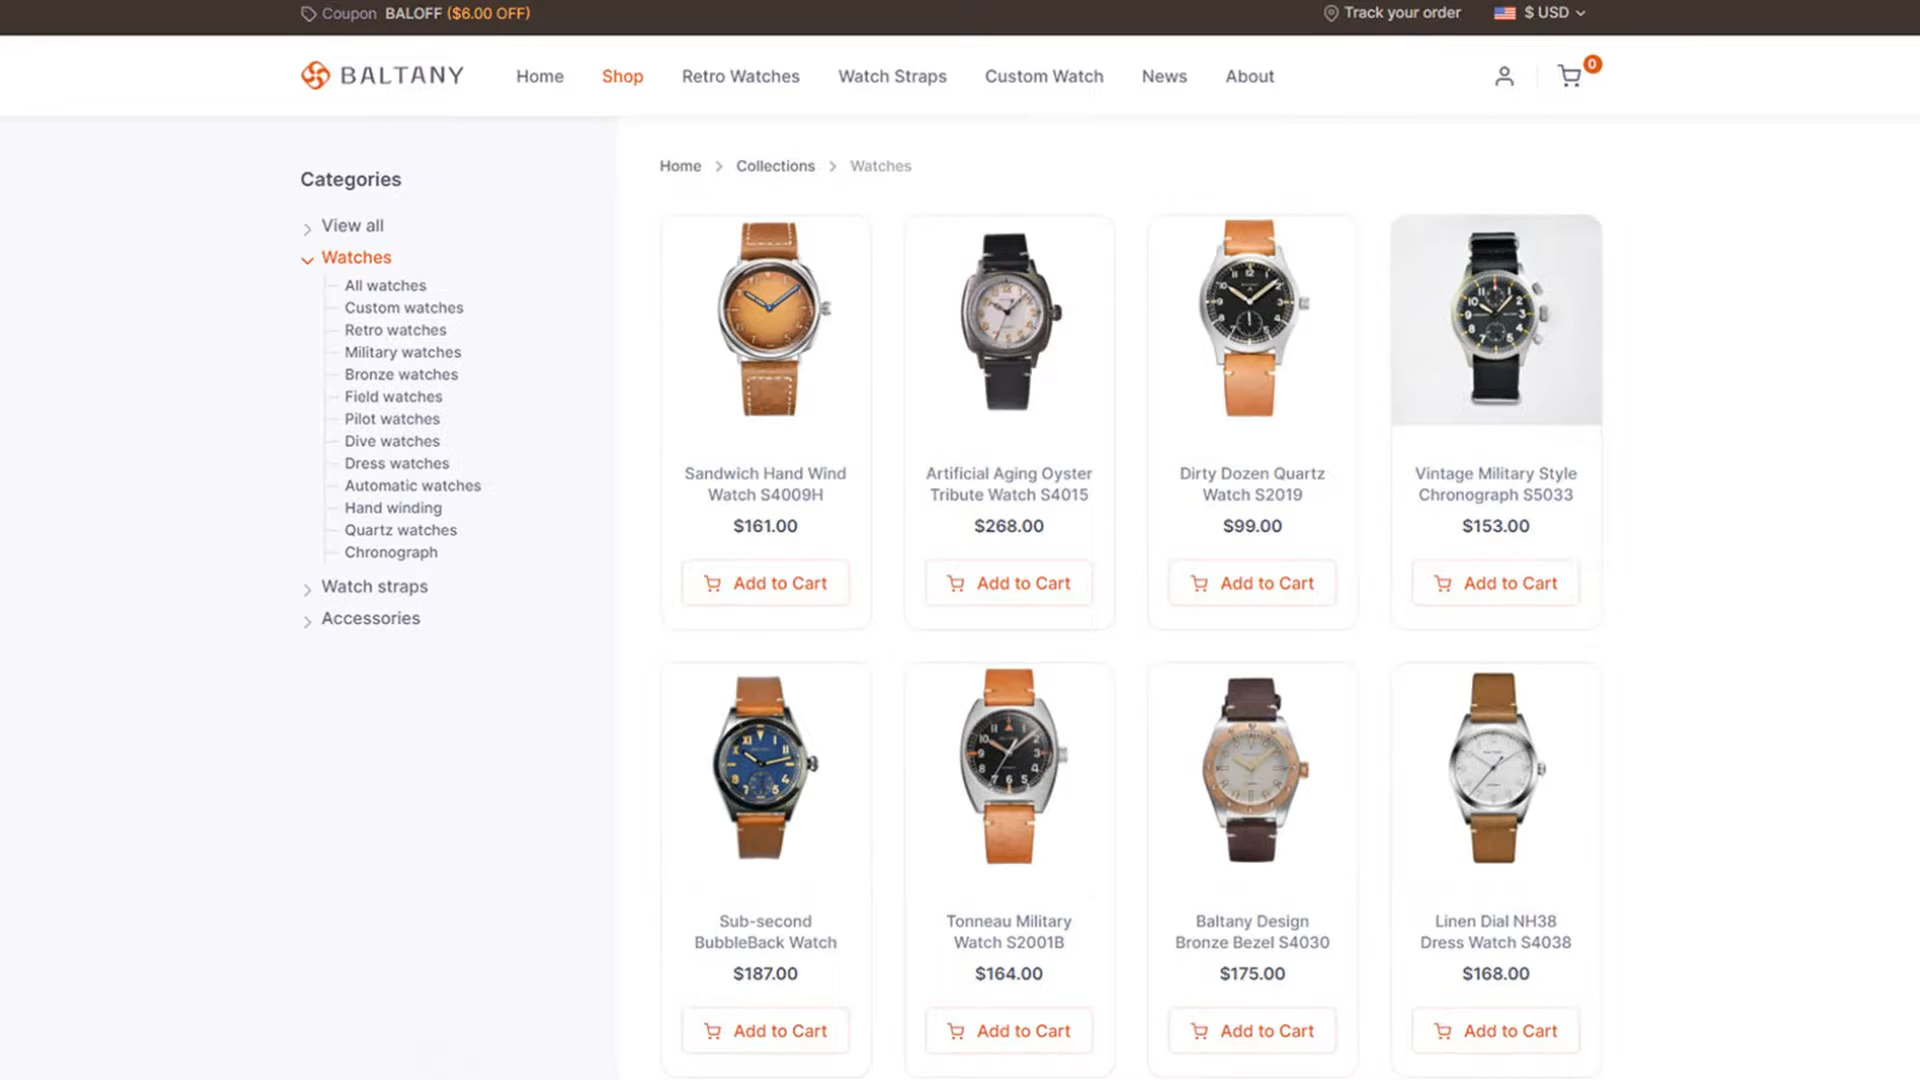 Coupon BALOFF ($6.00 OFF)
Track your order
$ USD
BALTANY
Home
Shop
Retro Watches
Watch Straps
Custom Watch
News
About
0
Categories
View all
Watches
All watches
Custom watches
Retro watches
Military watches
Bronze watches
Field watches
Pilot watches
Dive watches
Dress watches
Automatic watches
Hand winding
Quartz watches
Chronograph
Watch straps
Accessories
Home > Collections > Watches
Sandwich Hand Wind
Watch S4009H
$161.00
Add to Cart
Artificial Aging Oyster
Tribute Watch S4015
$268.00
Add to Cart
Dirty Dozen Quartz
Watch S2019
$99.00
Add to Cart
Vintage Military Style
Chronograph S5033
$153.00
Add to Cart
Sub-second
BubbleBack Watch
$187.00
Add to Cart
Tonneau Military
Watch S2001B
$164.00
Add to Cart
Baltany Design
Bronze Bezel S4030
$175.00
Add to Cart
Linen Dial NH38
Dress Watch S4038
$168.00
Add to Cart